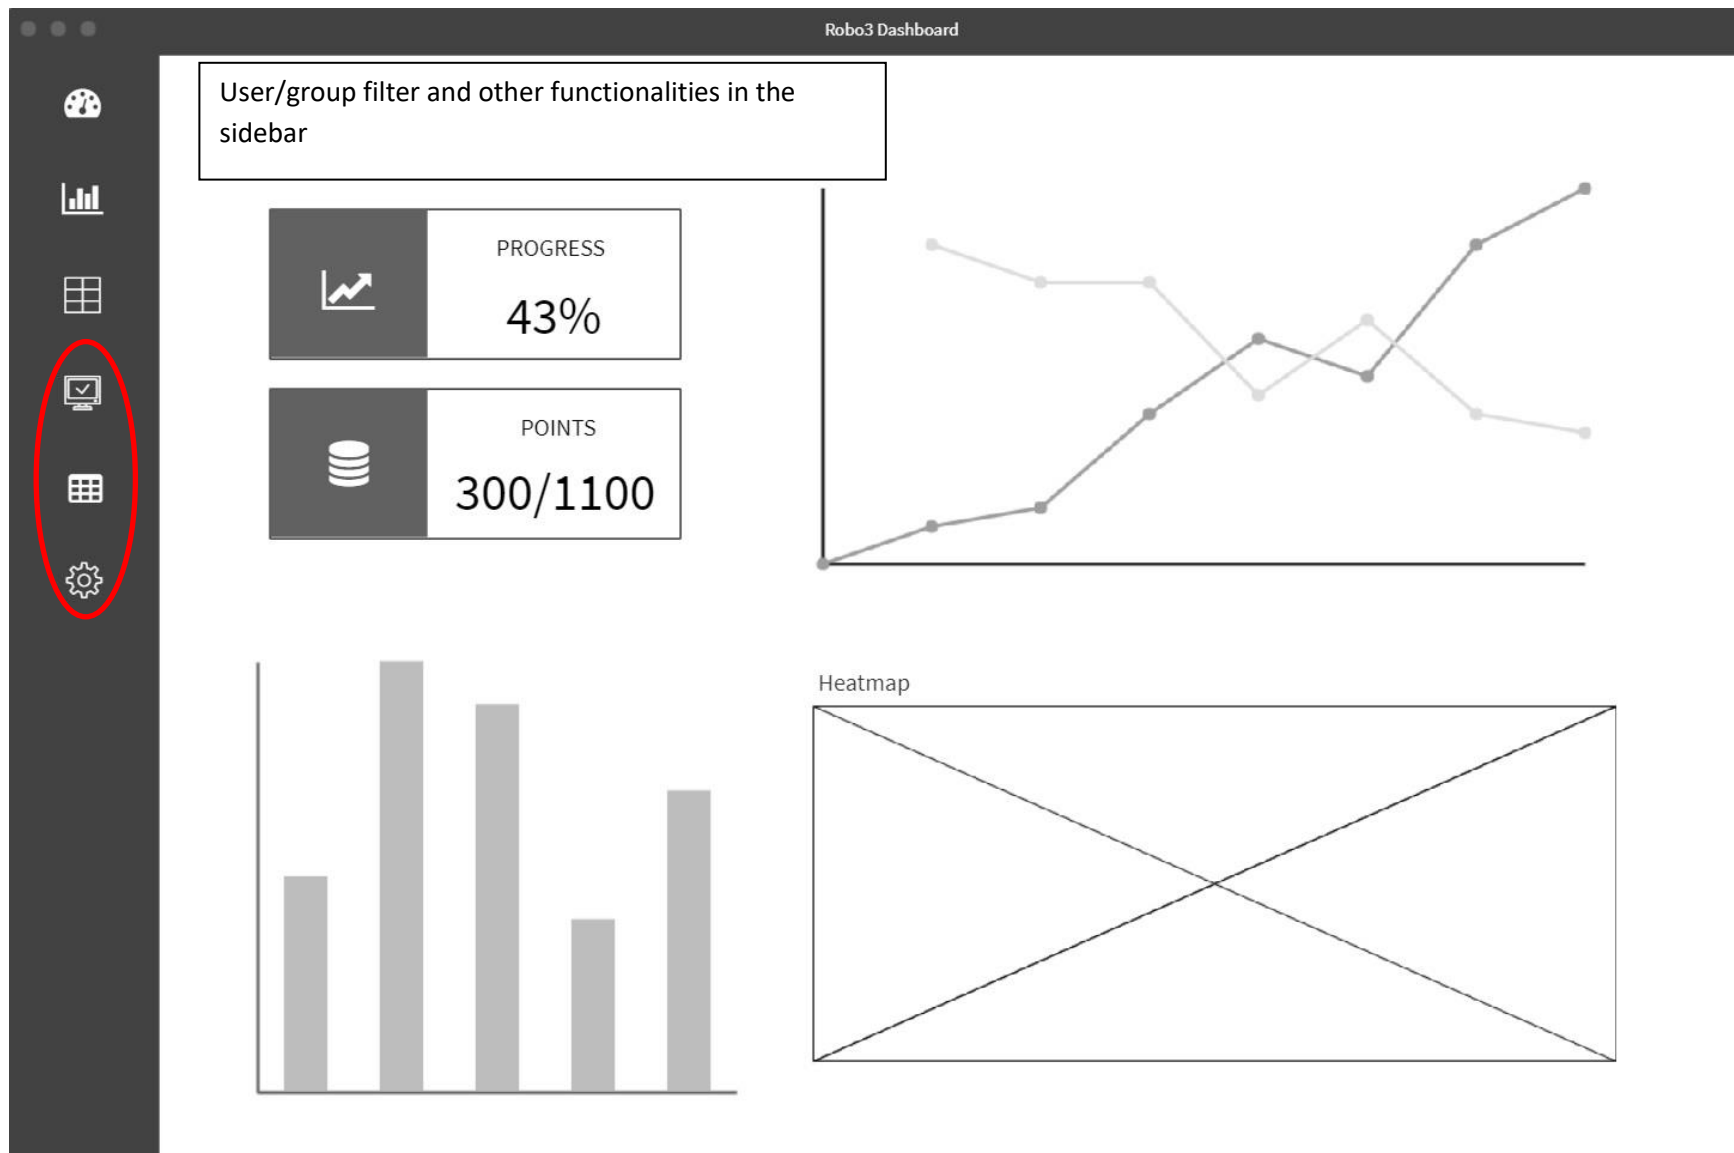 Robo3 Dashboard
User/group filter and other functionalities in the
sidebar
PROGRESS
43%
POINTS
300/1100
Heatmap